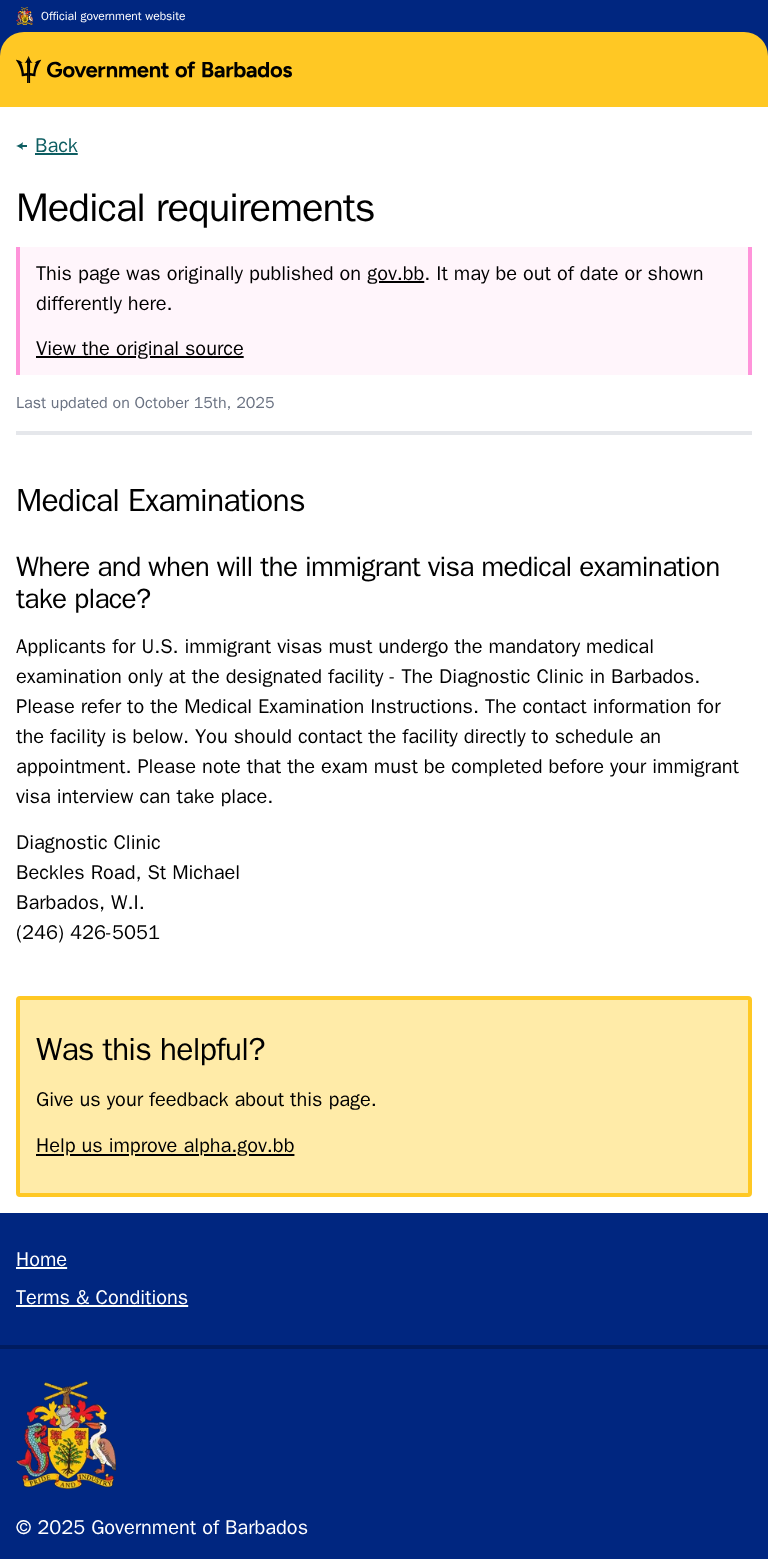 Official government website
Government of Barbados
Back
Medical requirements
This page was originally published on gov.bb. It may be out of date or shown
differently here.
View the original source
Last updated on October 15th, 2025
Medical Examinations
Where and when will the immigrant visa medical examination
take place?
Applicants for U.S. immigrant visas must undergo the mandatory medical
examination only at the designated facility - The Diagnostic Clinic in Barbados.
Please refer to the Medical Examination Instructions. The contact information for
the facility is below. You should contact the facility directly to schedule an
appointment. Please note that the exam must be completed before your immigrant
visa interview can take place.
Diagnostic Clinic
Beckles Road, St Michael
Barbados, W.I.
(246) 426-5051
Was this helpful?
Give us your feedback about this page.
Help us improve alpha.gov.bb
Home
Terms & Conditions
PRIDE AND INDUSTRY
© 2025 Government of Barbados